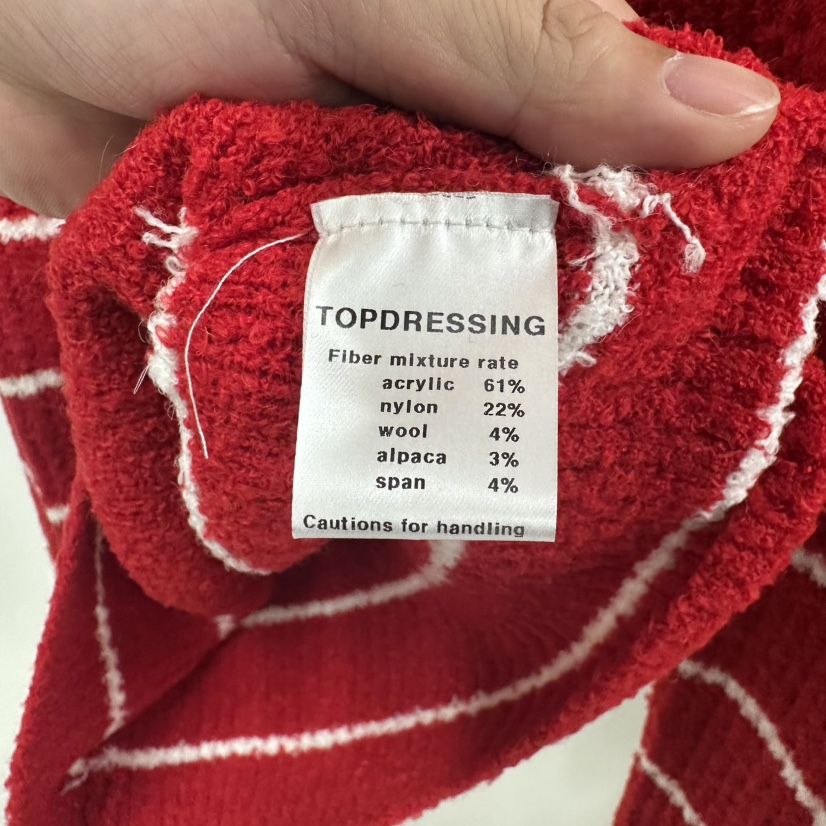 TOPDRESSING
Fiber mixture rate
acrylic 61%
nylon 22%
wool 4%
alpaca 3%
span 4%
Cautions for handling